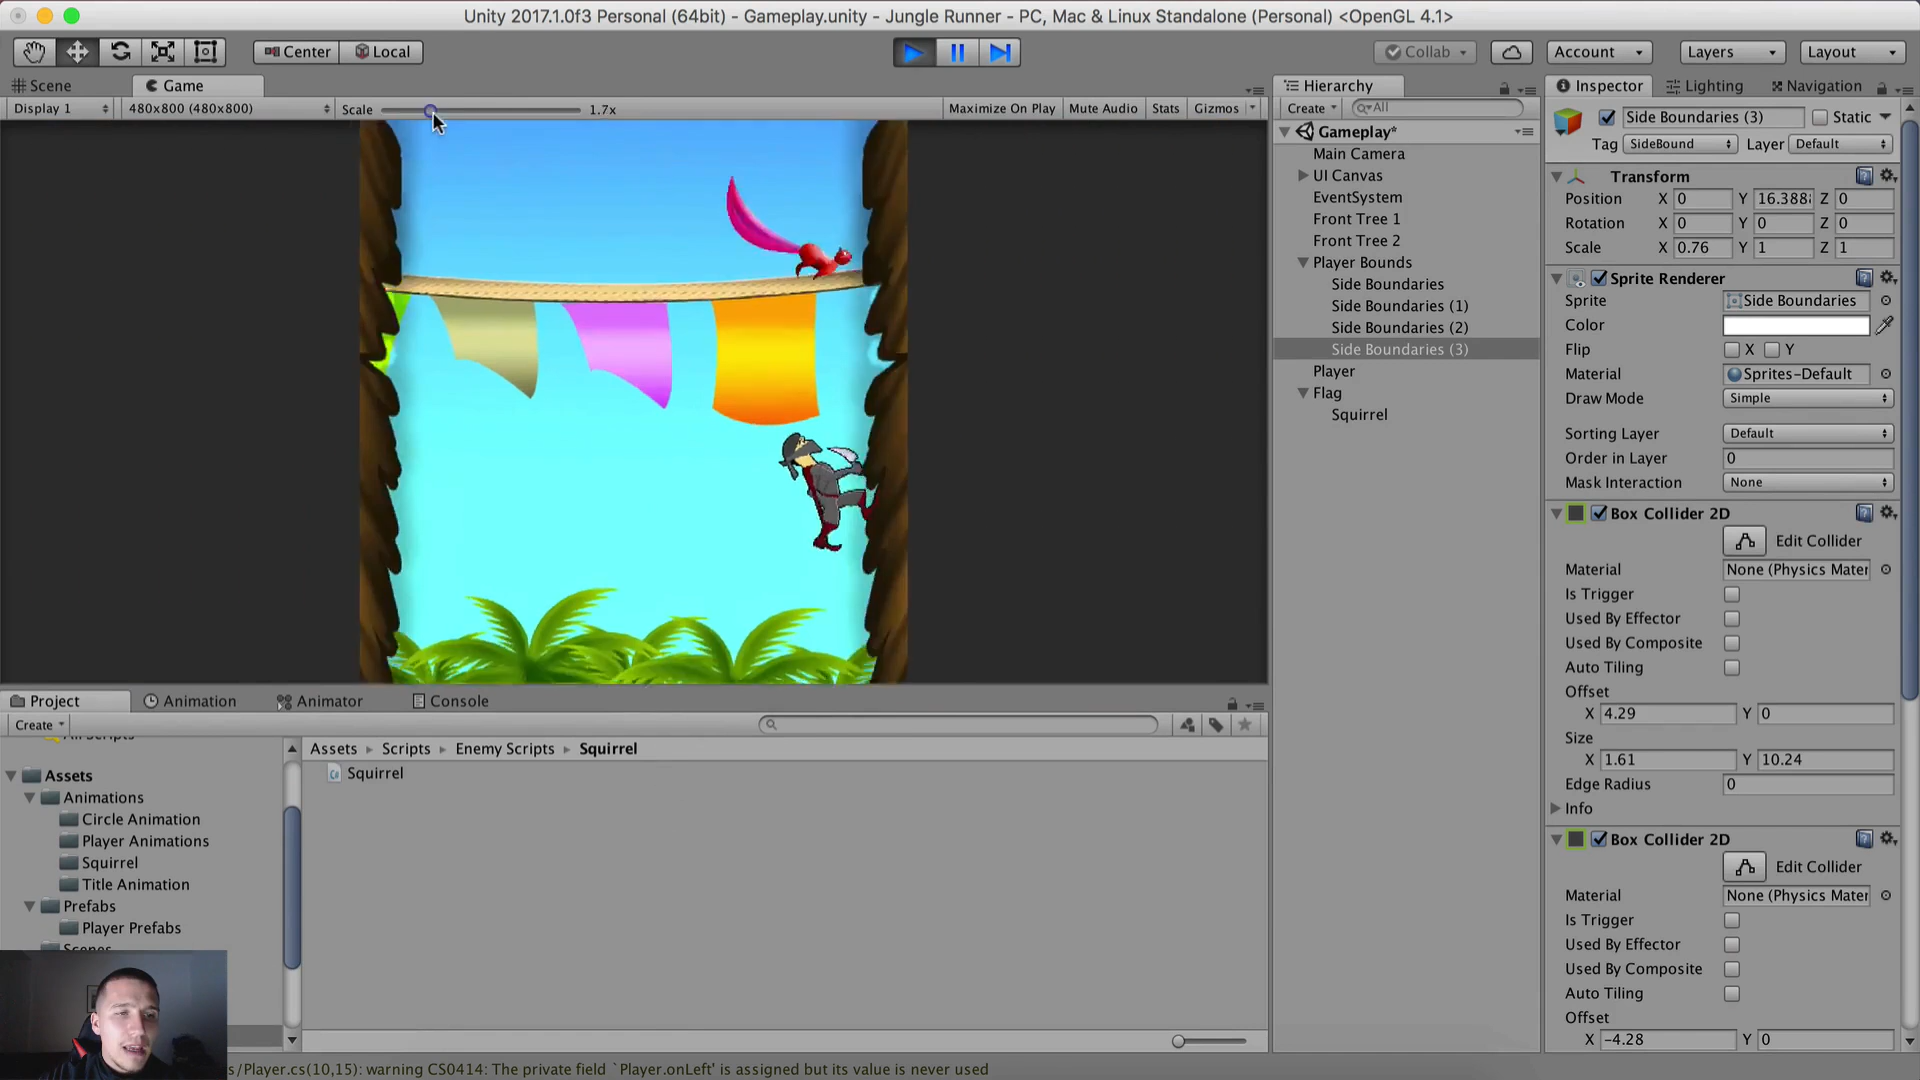 Unity 2017.1.0f3 Personal (64bit) - Gameplay.unity - Jungle Runner - PC, Mac & Linux Standalone (Personal) <OpenGL 4.1>
Center Local Collab Account Layers Layout
Scene Game
Display 1 480x800 (480x800) Scale 1.7x Maximize On Play Mute Audio Stats Gizmos
Hierarchy
Create All
Gameplay*
Main Camera
UI Canvas
EventSystem
Front Tree 1
Front Tree 2
Player Bounds
Side Boundaries
Side Boundaries (1)
Side Boundaries (2)
Side Boundaries (3)
Player
Flag
Squirrel
Inspector Lighting Navigation
Side Boundaries (3) Static
Tag SideBound Layer Default
Transform
Position X 0 Y 16.388 Z 0
Rotation X 0 Y 0 Z 0
Scale X 0.76 Y 1 Z 1
Sprite Renderer
Sprite Side Boundaries
Color
Flip X Y
Material Sprites-Default
Draw Mode Simple
Sorting Layer Default
Order in Layer 0
Mask Interaction None
Box Collider 2D
Edit Collider
Material None (Physics Mater
Is Trigger
Used By Effector
Used By Composite
Auto Tiling
Offset
X 4.29 Y 0
Size
X 1.61 Y 10.24
Edge Radius 0
Info
Box Collider 2D
Edit Collider
Material None (Physics Mater
Is Trigger
Used By Effector
Used By Composite
Auto Tiling
Offset
X -4.28 Y 0
Project Animation Animator Console
Create
All Scripts
Assets
Animations
Circle Animation
Player Animations
Squirrel
Title Animation
Prefabs
Player Prefabs
Scenes
Assets Scripts Enemy Scripts Squirrel
Squirrel
s/Player.cs(10,15): warning CS0414: The private field `Player.onLeft' is assigned but its value is never used